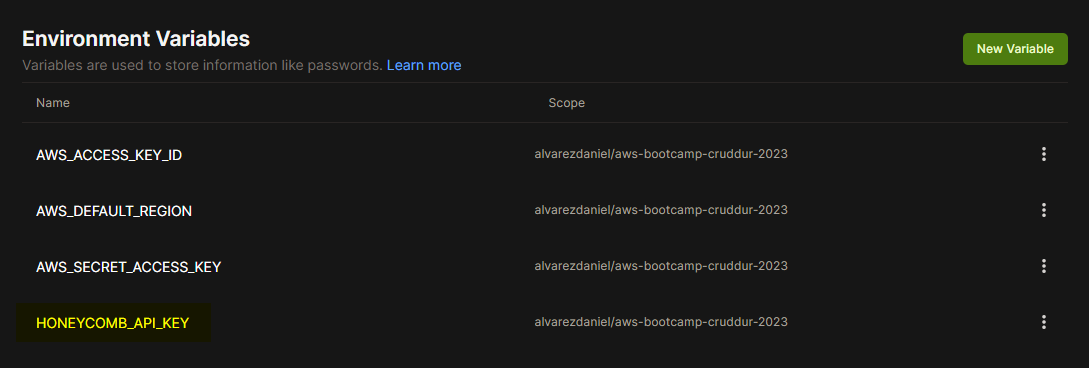 Environment Variables
Variables are used to store information like passwords. Learn more
New Variable
Name Scope
AWS_ACCESS_KEY_ID alvarezdaniel/aws-bootcamp-cruddur-2023
AWS_DEFAULT_REGION alvarezdaniel/aws-bootcamp-cruddur-2023
AWS_SECRET_ACCESS_KEY alvarezdaniel/aws-bootcamp-cruddur-2023
HONEYCOMB_API_KEY alvarezdaniel/aws-bootcamp-cruddur-2023